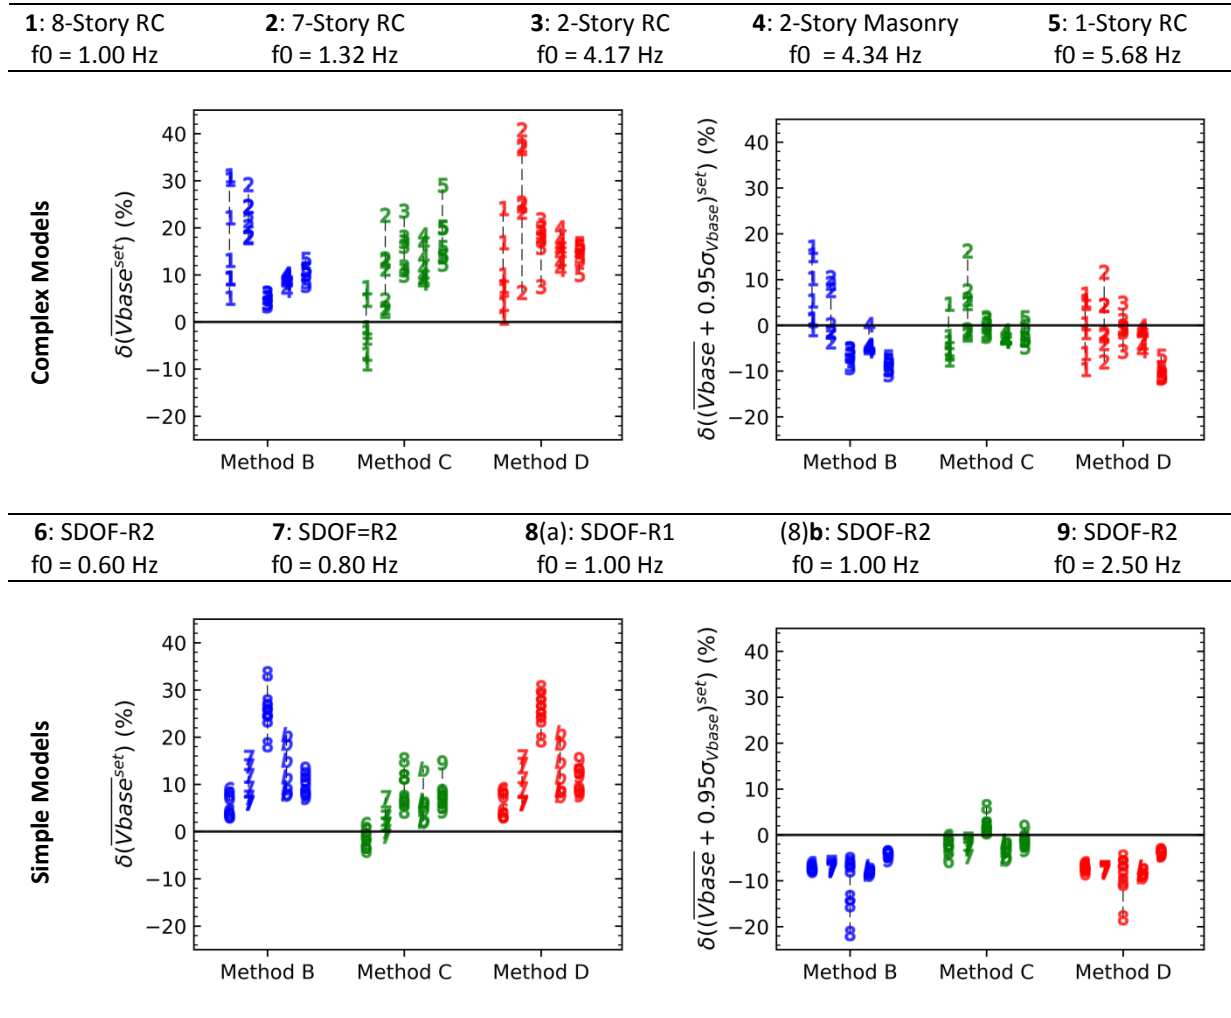 1: 8-Story RC 2: 7-Story RC 3: 2-Story RC 4: 2-Story Masonry 5: 1-Story RC
f0 = 1.00 Hz f0 = 1.32 Hz f0 = 4.17 Hz f0 = 4.34 Hz f0 = 5.68 Hz
Complex Models
δ(V̅b̅a̅s̅e̅ˢᵉᵗ) (%)
40
30
20
10
0
−10
−20
Method B Method C Method D
δ((V̅b̅a̅s̅e̅ + 0.95σ_Vbase)ˢᵉᵗ) (%)
40
30
20
10
0
−10
−20
Method B Method C Method D
6: SDOF-R2 7: SDOF=R2 8(a): SDOF-R1 (8)b: SDOF-R2 9: SDOF-R2
f0 = 0.60 Hz f0 = 0.80 Hz f0 = 1.00 Hz f0 = 1.00 Hz f0 = 2.50 Hz
Simple Models
δ(V̅b̅a̅s̅e̅ˢᵉᵗ) (%)
40
30
20
10
0
−10
−20
Method B Method C Method D
δ((V̅b̅a̅s̅e̅ + 0.95σ_Vbase)ˢᵉᵗ) (%)
40
30
20
10
0
−10
−20
Method B Method C Method D